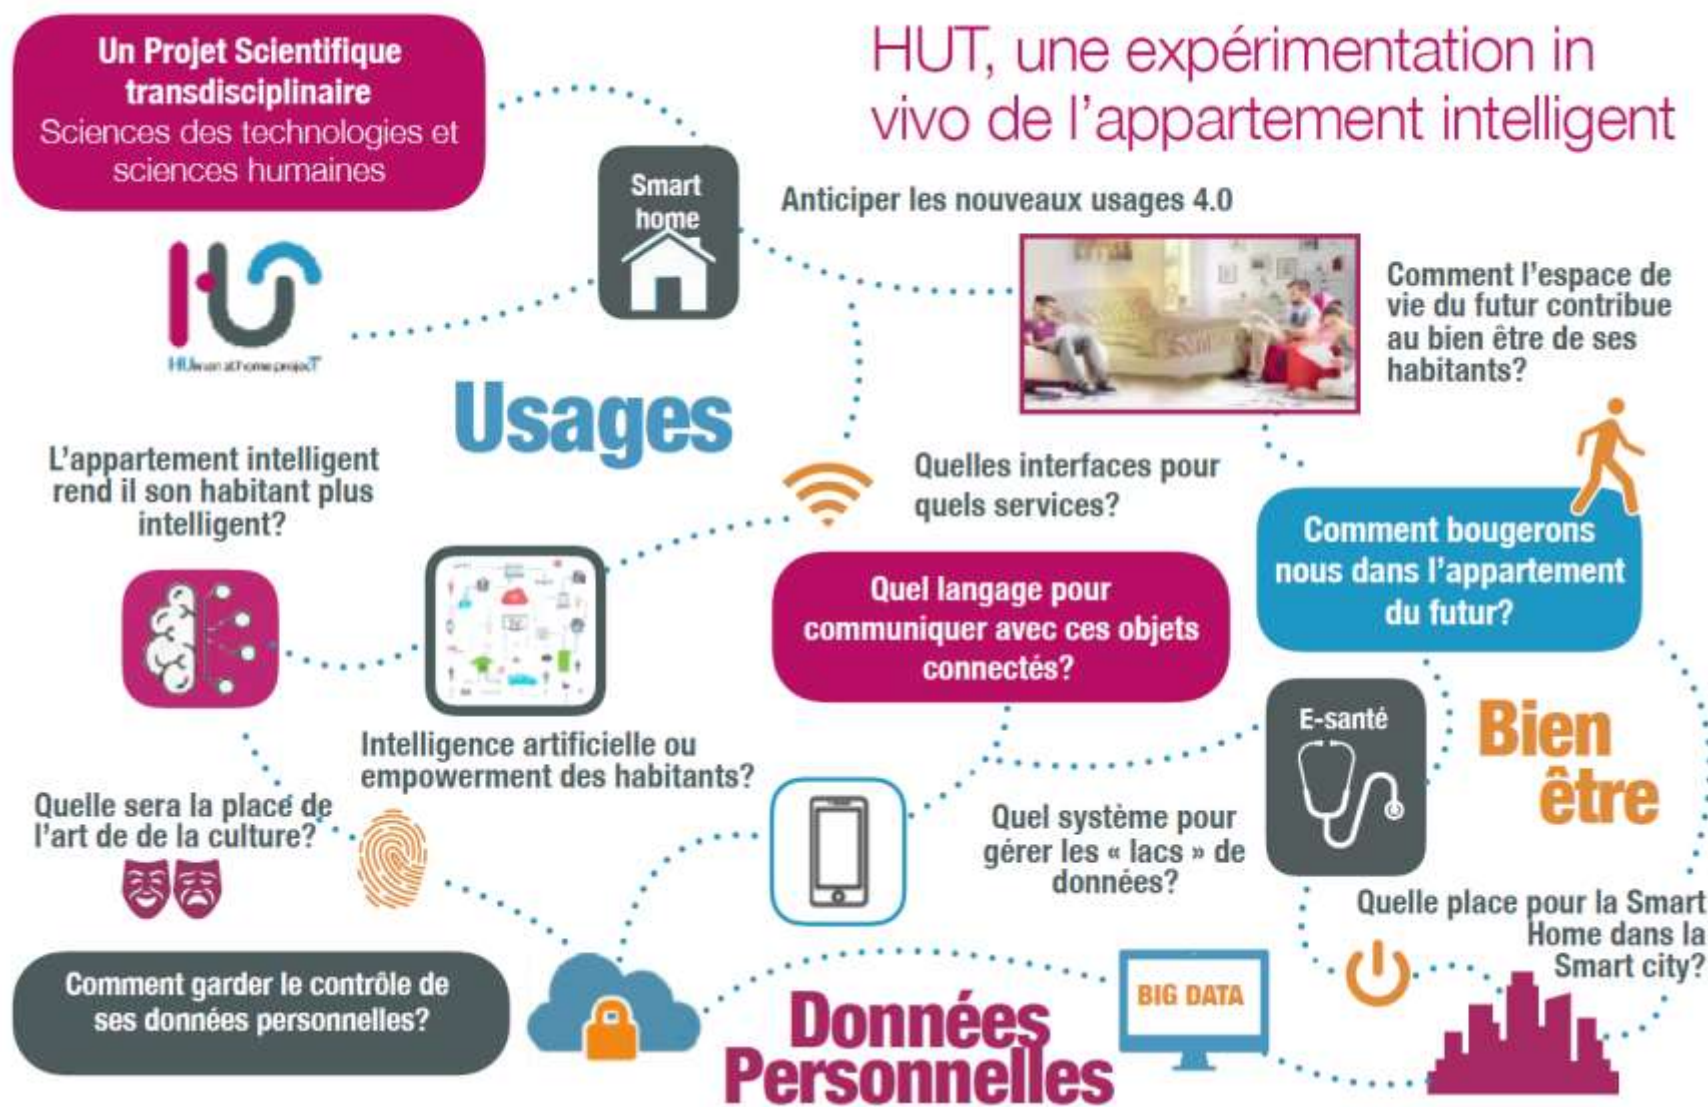 Un Projet Scientifique
transdisciplinaire
Sciences des technologies et
sciences humaines
HUT, une expérimentation in
vivo de l'appartement intelligent
Smart
home
Anticiper les nouveaux usages 4.0
HUman at home projecT
Comment l'espace de
vie du futur contribue
au bien être de ses
habitants?
Usages
L'appartement intelligent
rend il son habitant plus
intelligent?
Quelles interfaces pour
quels services?
Comment bougerons
nous dans l'appartement
du futur?
Quel langage pour
communiquer avec ces objets
connectés?
Intelligence artificielle ou
empowerment des habitants?
E-santé
Bien
être
Quelle sera la place de
l'art de de la culture?
Quel système pour
gérer les « lacs » de
données?
Quelle place pour la Smart
Home dans la
Smart city?
Comment garder le contrôle de
ses données personnelles?
Données
Personnelles
BIG DATA